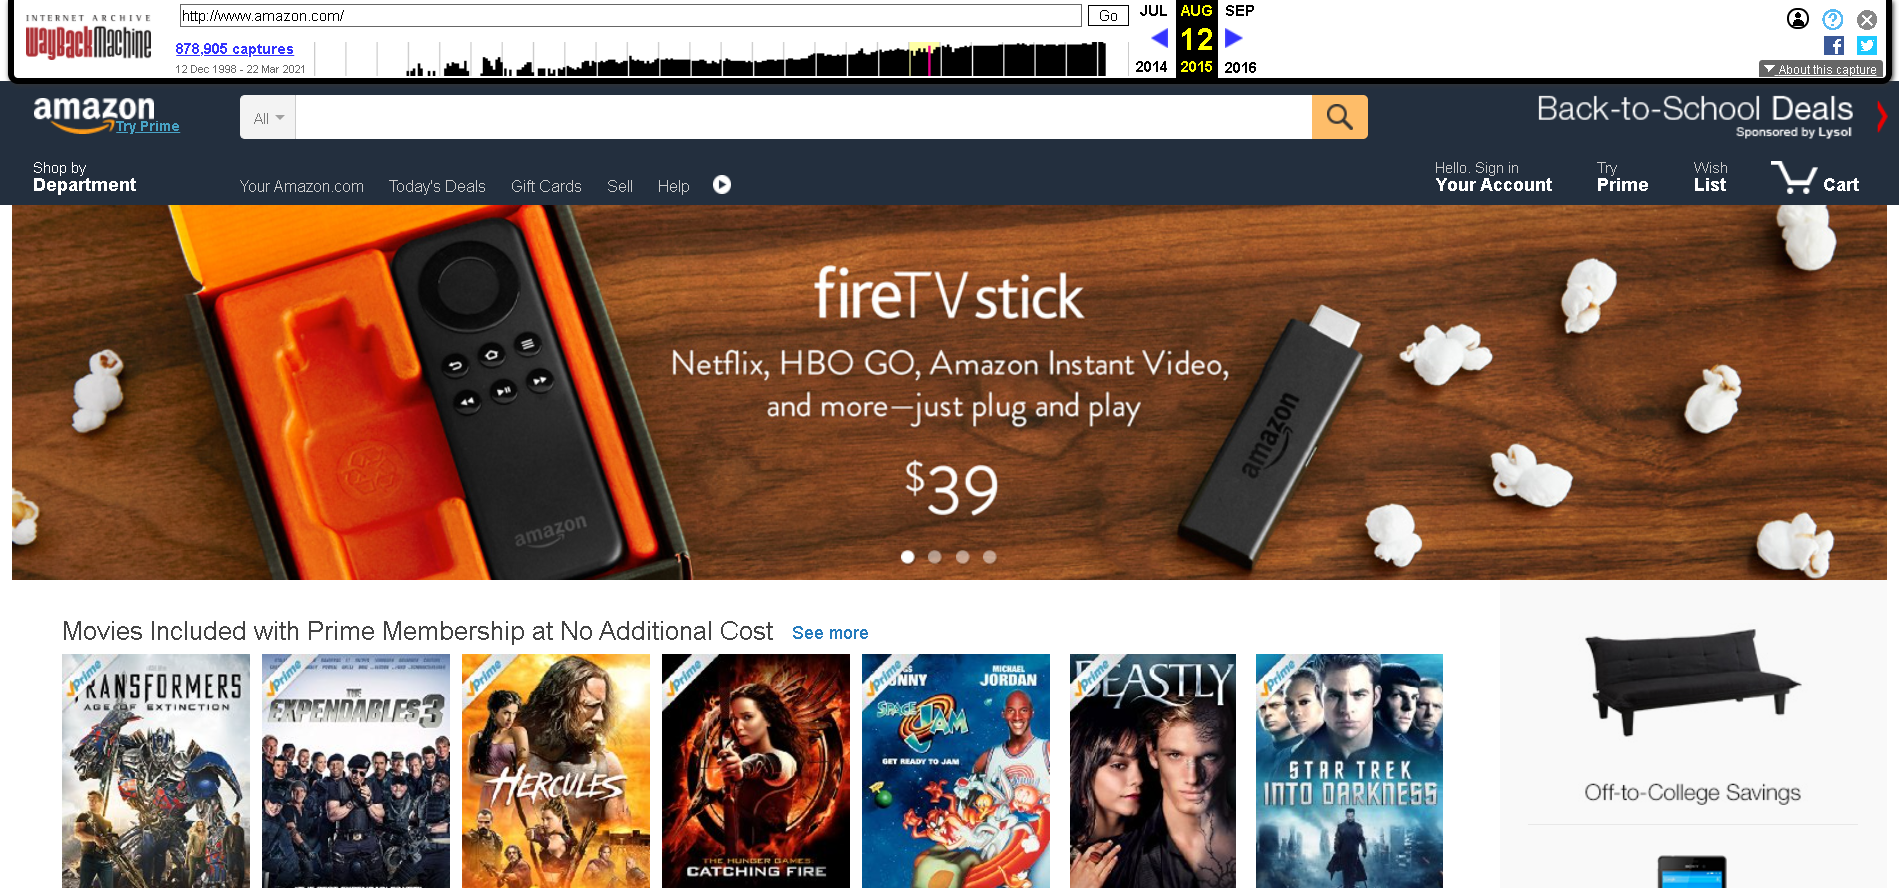 INTERNET ARCHIVE
WayBackMachine
http://www.amazon.com/
Go
JUL AUG SEP
12
2014 2015 2016
878,905 captures
12 Dec 1998 - 22 Mar 2021
About this capture
amazon
Try Prime
All
Back-to-School Deals
Sponsored by Lysol
Shop by
Department
Your Amazon.com Today's Deals Gift Cards Sell Help
Hello. Sign in
Your Account
Try
Prime
Wish
List
Cart
fireTVstick
Netflix, HBO GO, Amazon Instant Video,
and more—just plug and play
$39
amazon
amazon
Movies Included with Prime Membership at No Additional Cost See more
Prime
TRANSFORMERS
AGE OF EXTINCTION
Prime
THE
EXPENDABLES 3
Prime
HERCULES
Prime
THE HUNGER GAMES
CATCHING FIRE
Prime
MICHAEL
JORDAN
SPACE JAM
GET READY TO JAM
Prime
BEASTLY
Prime
STAR TREK
INTO DARKNESS
Off-to-College Savings
SONY